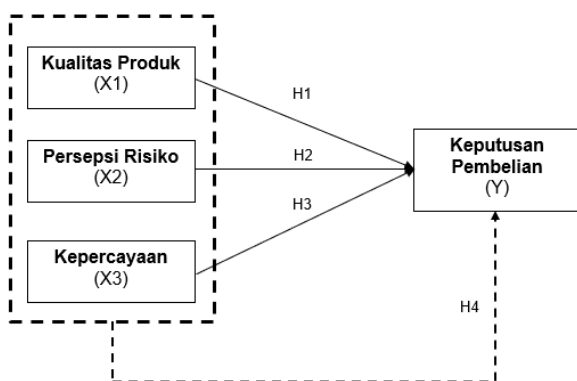 Kualitas Produk
(X1)
H1
Persepsi Risiko
(X2)
H2
Keputusan
Pembelian
(Y)
H3
Kepercayaan
(X3)
H4